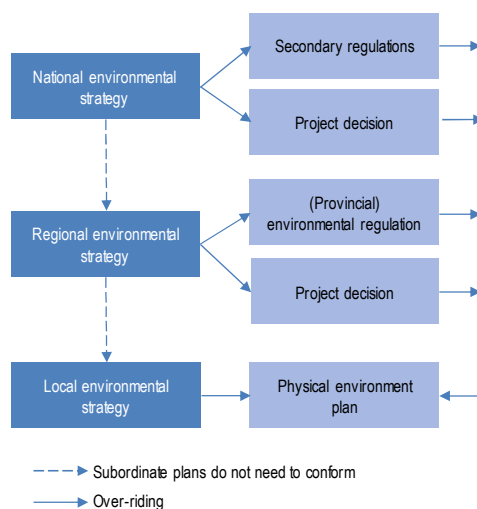 Secondary regulations
National environmental
strategy
Project decision
(Provincial)
environmental regulation
Regional environmental
strategy
Project decision
Local environmental
strategy
Physical environment
plan
Subordinate plans do not need to conform
Over-riding